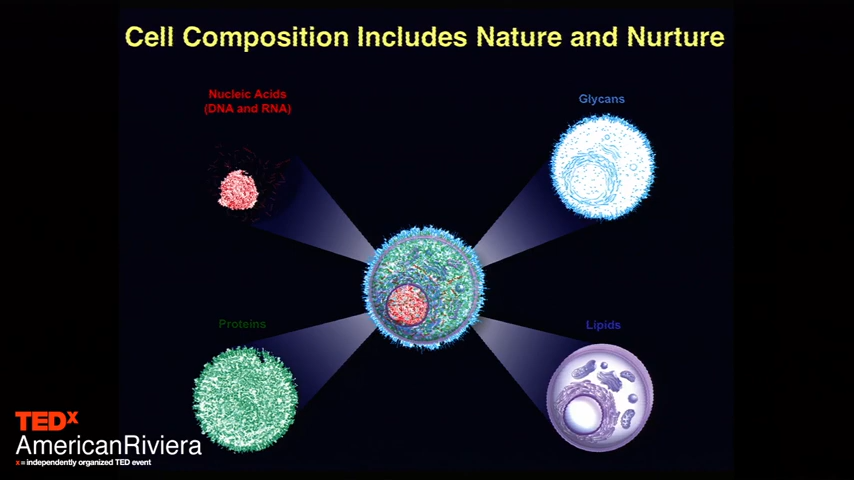 Cell Composition Includes Nature and Nurture
Nucleic Acids
(DNA and RNA)
Glycans
Proteins
Lipids
TEDx
AmericanRiviera
x = independently organized TED event